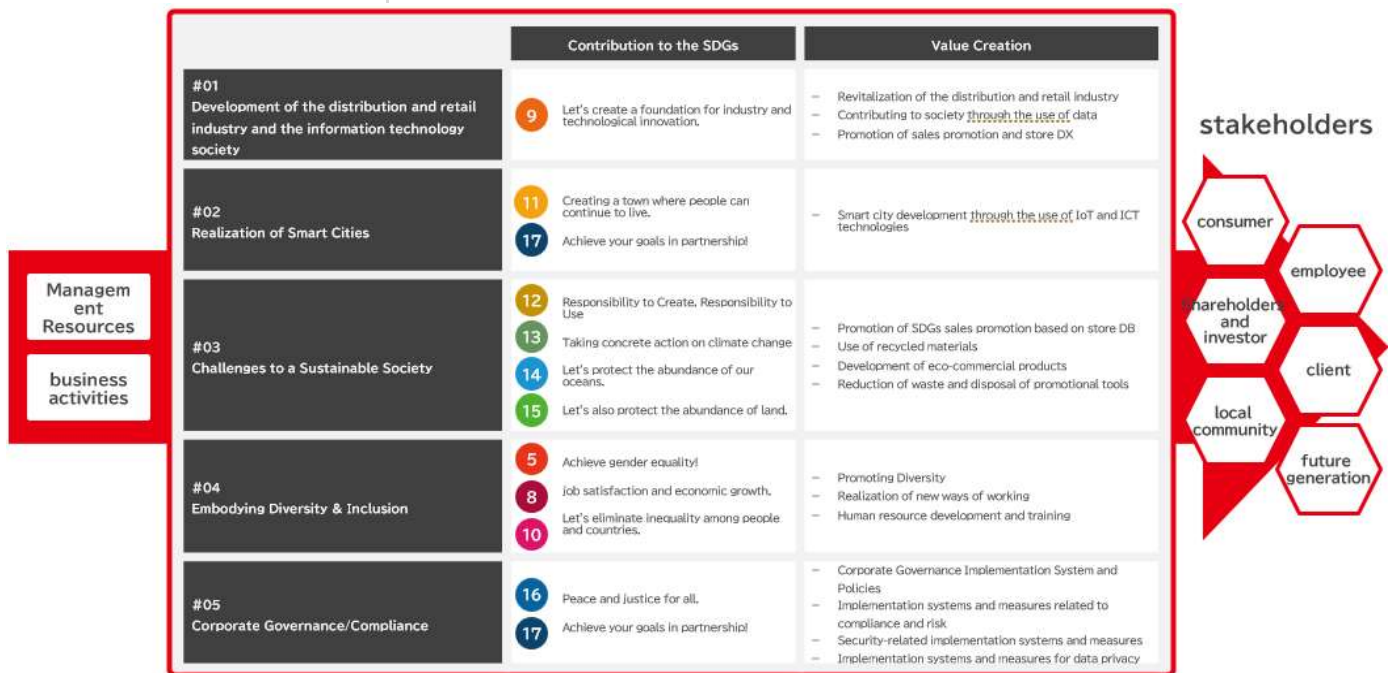 Contribution to the SDGs
Value Creation
#01
Development of the distribution and retail
industry and the information technology
society
9
Let's create a foundation for industry and
technological innovation.
– Revitalization of the distribution and retail industry
– Contributing to society through the use of data
– Promotion of sales promotion and store DX
#02
Realization of Smart Cities
11
Creating a town where people can
continue to live.
17
Achieve your goals in partnership!
– Smart city development through the use of IoT and ICT
technologies
#03
Challenges to a Sustainable Society
12
Responsibility to Create, Responsibility to
Use
13
Taking concrete action on climate change
14
Let's protect the abundance of our
oceans.
15
Let's also protect the abundance of land.
– Promotion of SDGs sales promotion based on store DB
– Use of recycled materials
– Development of eco-commercial products
– Reduction of waste and disposal of promotional tools
#04
Embodying Diversity & Inclusion
5
Achieve gender equality!
8
job satisfaction and economic growth.
10
Let's eliminate inequality among people
and countries.
– Promoting Diversity
– Realization of new ways of working
– Human resource development and training
#05
Corporate Governance/Compliance
16
Peace and justice for all.
17
Achieve your goals in partnership!
– Corporate Governance Implementation System and
Policies
– Implementation systems and measures related to
compliance and risk
– Security-related implementation systems and measures
– Implementation systems and measures for data privacy
Managem
ent
Resources
business
activities
stakeholders
consumer
employee
Shareholders
and
investor
client
local
community
future
generation